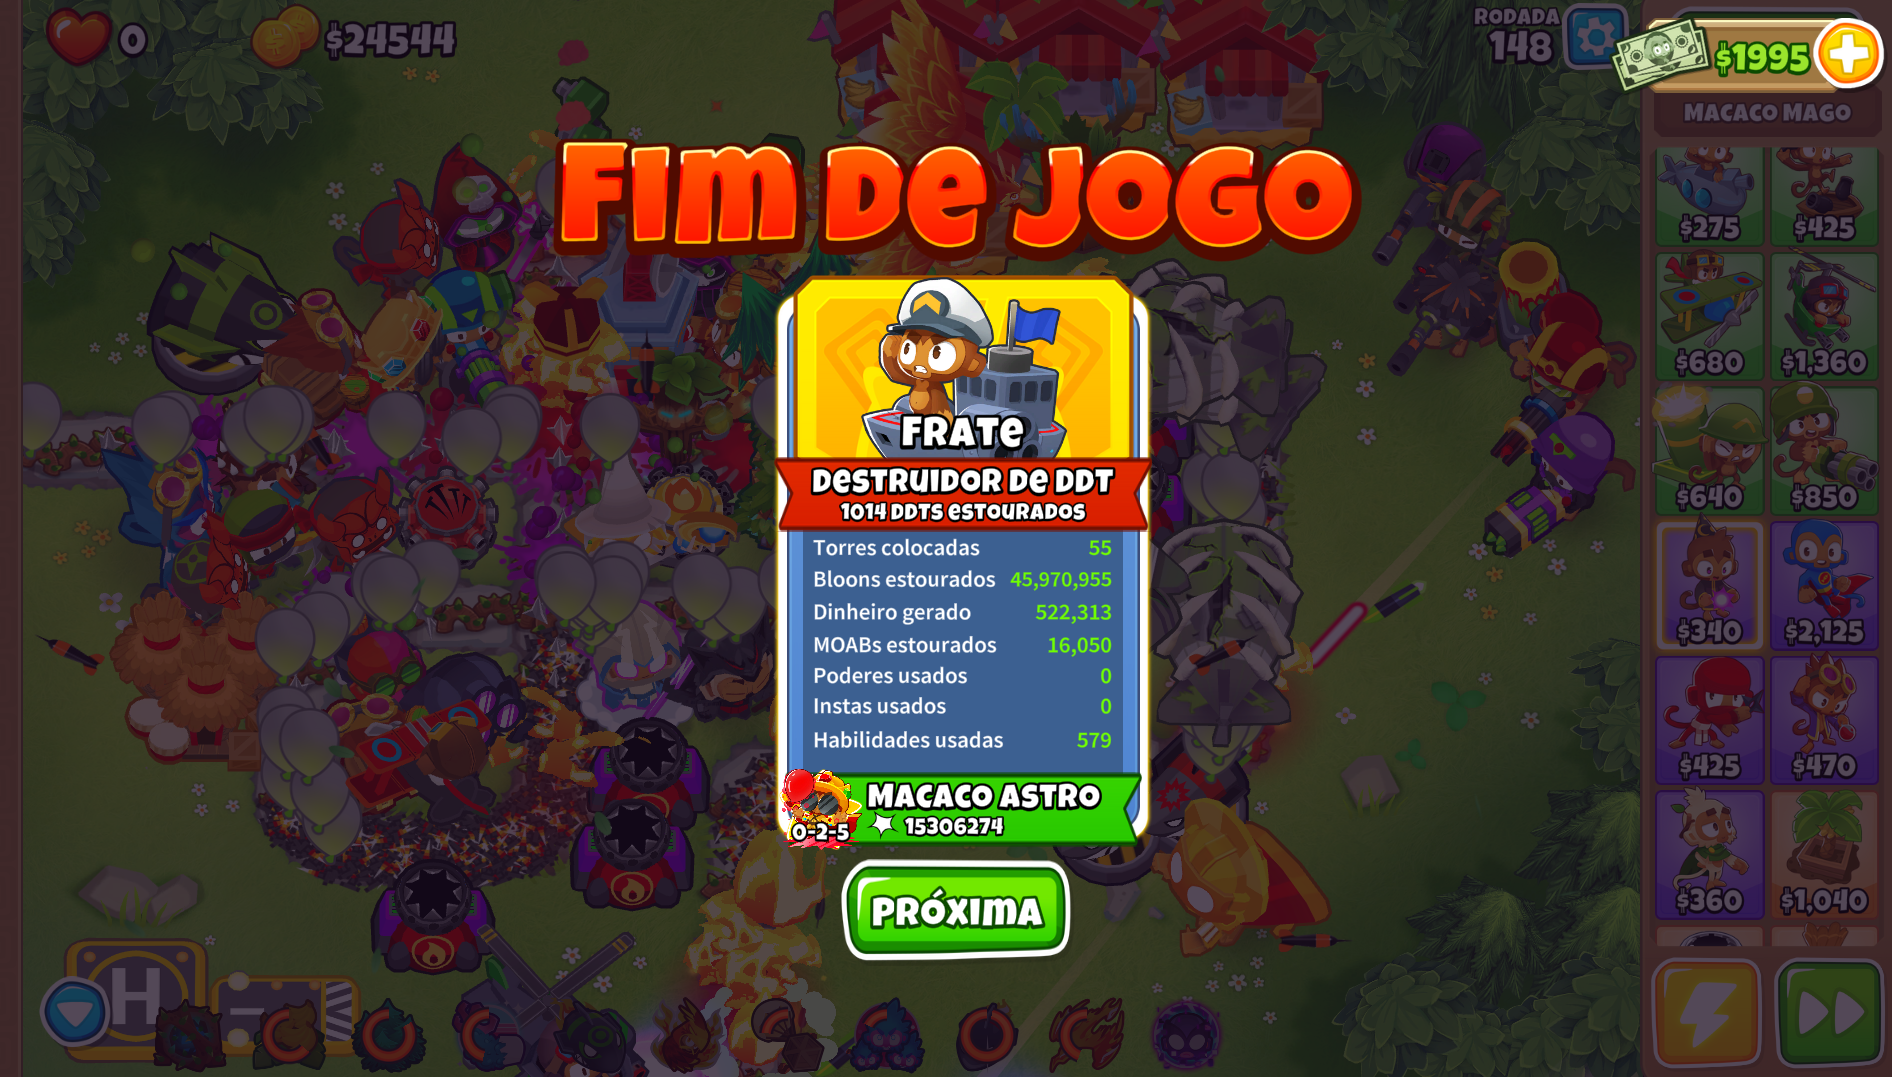 0
$24544
RODADA
148
$1995
MACACO MAGO
FIM DE JOGO
$275
$425
$680
$1,360
FRATE
DESTRUIDOR DE DDT
1014 DDTS ESTOURADOS
$640
$850
Torres colocadas 55
Bloons estourados 45,970,955
Dinheiro gerado 522,313
$340
$2,125
MOABs estourados 16,050
Poderes usados 0
Instas usados 0
Habilidades usadas 579
$425
$470
MACACO ASTRO
0-2-5
15306274
$360
$1,040
PRÓXIMA
H